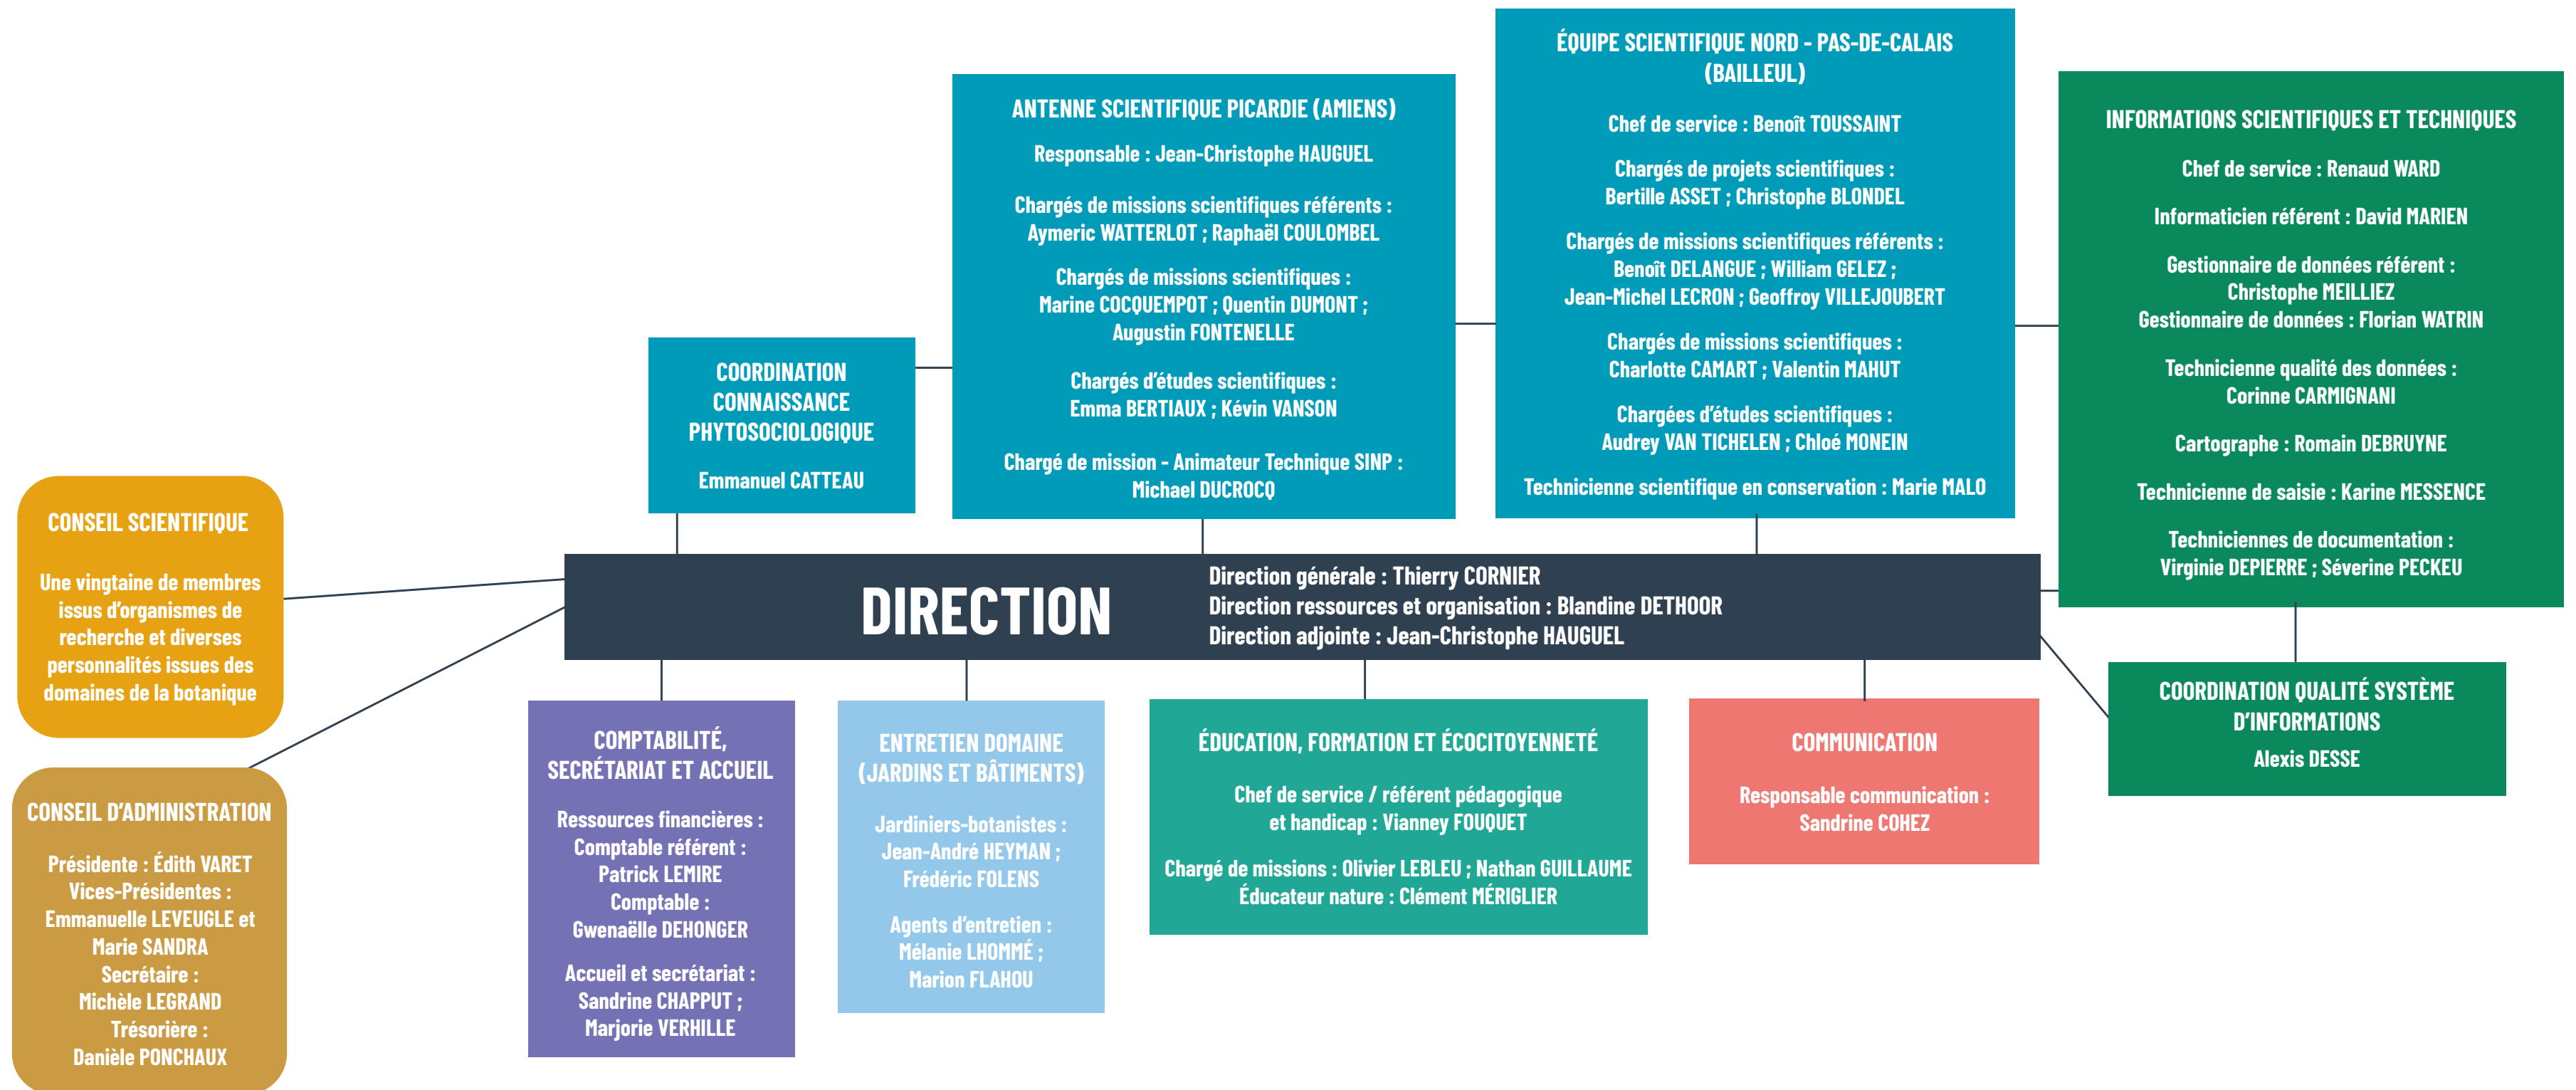 ÉQUIPE SCIENTIFIQUE NORD - PAS-DE-CALAIS
(BAILLEUL)
Chef de service : Benoît TOUSSAINT
Chargés de projets scientifiques :
Bertille ASSET ; Christophe BLONDEL
Chargés de missions scientifiques référents :
Benoît DELANGUE ; William GELEZ ;
Jean-Michel LECRON ; Geoffroy VILLEJOUBERT
Chargés de missions scientifiques :
Charlotte CAMART ; Valentin MAHUT
Chargées d'études scientifiques :
Audrey VAN TICHELEN ; Chloé MONEIN
Technicienne scientifique en conservation : Marie MALO
ANTENNE SCIENTIFIQUE PICARDIE (AMIENS)
Responsable : Jean-Christophe HAUGUEL
Chargés de missions scientifiques référents :
Aymeric WATTERLOT ; Raphaël COULOMBEL
Chargés de missions scientifiques :
Marine COCQUEMPOT ; Quentin DUMONT ;
Augustin FONTENELLE
Chargés d'études scientifiques :
Emma BERTIAUX ; Kévin VANSON
Chargé de mission - Animateur Technique SINP :
Michael DUCROCQ
INFORMATIONS SCIENTIFIQUES ET TECHNIQUES
Chef de service : Renaud WARD
Informaticien référent : David MARIEN
Gestionnaire de données référent :
Christophe MEILLIEZ
Gestionnaire de données : Florian WATRIN
Technicienne qualité des données :
Corinne CARMIGNANI
Cartographe : Romain DEBRUYNE
Technicienne de saisie : Karine MESSENCE
Techniciennes de documentation :
Virginie DEPIERRE ; Séverine PECKEU
COORDINATION
CONNAISSANCE
PHYTOSOCIOLOGIQUE
Emmanuel CATTEAU
CONSEIL SCIENTIFIQUE
Une vingtaine de membres
issus d'organismes de
recherche et diverses
personnalités issues des
domaines de la botanique
DIRECTION
Direction générale : Thierry CORNIER
Direction ressources et organisation : Blandine DETHOOR
Direction adjointe : Jean-Christophe HAUGUEL
COORDINATION QUALITÉ SYSTÈME
D'INFORMATIONS
Alexis DESSE
CONSEIL D'ADMINISTRATION
Présidente : Édith VARET
Vices-Présidentes :
Emmanuelle LEVEUGLE et
Marie SANDRA
Secrétaire :
Michèle LEGRAND
Trésorière :
Danièle PONCHAUX
COMPTABILITÉ,
SECRÉTARIAT ET ACCUEIL
Ressources financières :
Comptable référent :
Patrick LEMIRE
Comptable :
Gwenaëlle DEHONGER
Accueil et secrétariat :
Sandrine CHAPPUT ;
Marjorie VERHILLE
ENTRETIEN DOMAINE
(JARDINS ET BÂTIMENTS)
Jardiniers-botanistes :
Jean-André HEYMAN ;
Frédéric FOLENS
Agents d'entretien :
Mélanie LHOMMÉ ;
Marion FLAHOU
ÉDUCATION, FORMATION ET ÉCOCITOYENNETÉ
Chef de service / référent pédagogique
et handicap : Vianney FOUQUET
Chargé de missions : Olivier LEBLEU ; Nathan GUILLAUME
Éducateur nature : Clément MÉRIGLIER
COMMUNICATION
Responsable communication :
Sandrine COHEZ